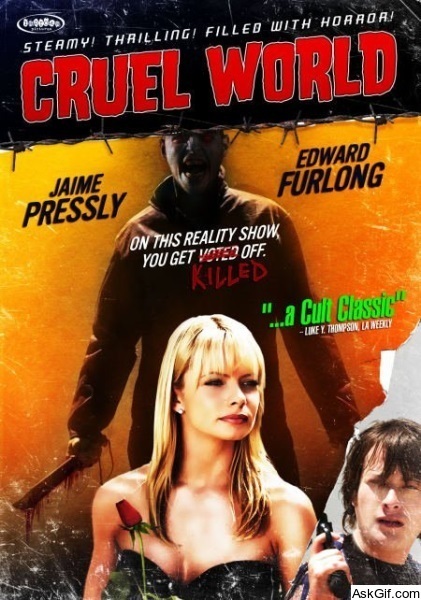 STEAMY! THRILLING! FILLED WITH HORROR!
CRUEL WORLD
JAIME
PRESSLY
EDWARD
FURLONG
ON THIS REALITY SHOW,
YOU GET VOTED OFF.
KILLED
"...a Cult Classic"
– LUKE Y. THOMPSON, LA WEEKLY
AskGif.com